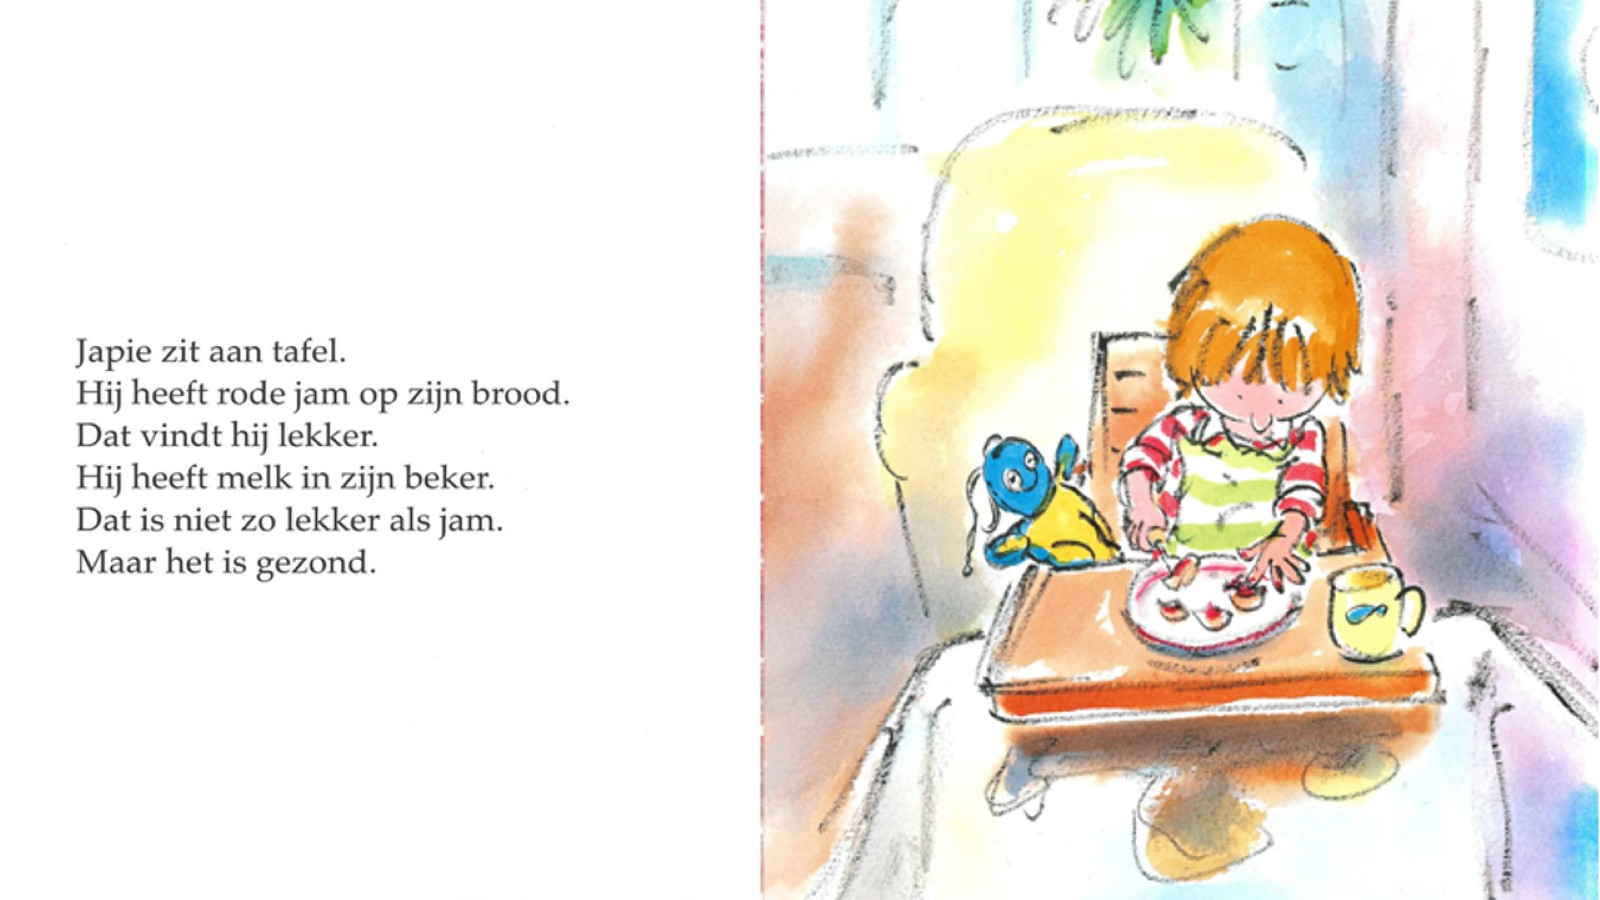 Japie zit aan tafel.
Hij heeft rode jam op zijn brood.
Dat vindt hij lekker.
Hij heeft melk in zijn beker.
Dat is niet zo lekker als jam.
Maar het is gezond.